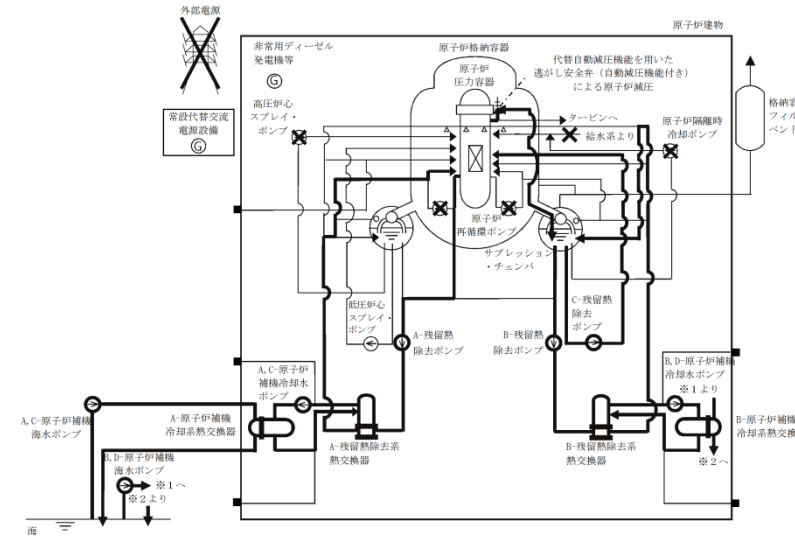 外部電源
原子炉建物
非常用ディーゼル
発電機等
G
原子炉格納容器
原子炉
圧力容器
代替自動減圧機能を用いた
逃がし安全弁（自動減圧機能付き）
による原子炉減圧
高圧炉心
スプレイ・
ポンプ
常設代替交流
電源設備
G
タービンへ
給水系より
原子炉隔離時
冷却ポンプ
格納容
フィル
ベント
原子炉
再循環ポンプ
サプレッション
・チェンバ
低圧炉心
スプレイ・
ポンプ
A-残留熱
除去ポンプ
B-残留熱
除去ポンプ
C-残留熱
除去
ポンプ
A,C-原子炉
補機冷却水
ポンプ
B,D-原子炉補機
冷却水ポンプ
※１より
A,C-原子炉補機
海水ポンプ
A-原子炉補機
冷却系熱交換器
B-原子炉補機
冷却系熱交換
A-残留熱除去系
熱交換器
B-残留熱除去系
熱交換器
※２へ
B,D-原子炉補機
海水ポンプ
※１へ
※２より
海